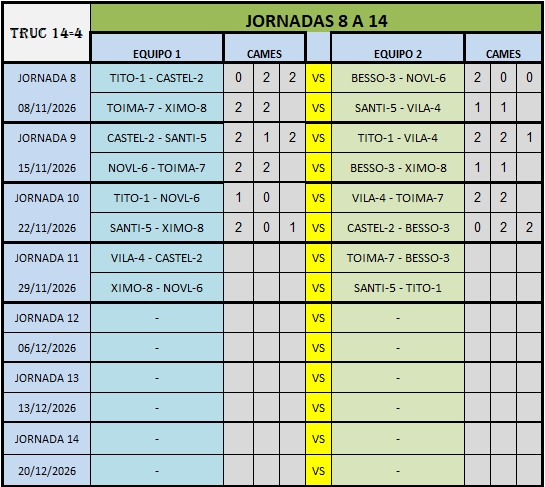 TRUC 14-4 JORNADAS 8 A 14
EQUIPO 1 CAMES EQUIPO 2 CAMES
JORNADA 8 TITO-1 - CASTEL-2 0 2 2 VS BESSO-3 - NOVL-6 2 0 0
08/11/2026 TOIMA-7 - XIMO-8 2 2 VS SANTI-5 - VILA-4 1 1
JORNADA 9 CASTEL-2 - SANTI-5 2 1 2 VS TITO-1 - VILA-4 2 2 1
15/11/2026 NOVL-6 - TOIMA-7 2 2 VS BESSO-3 - XIMO-8 1 1
JORNADA 10 TITO-1 - NOVL-6 1 0 VS VILA-4 - TOIMA-7 2 2
22/11/2026 SANTI-5 - XIMO-8 2 0 1 VS CASTEL-2 - BESSO-3 0 2 2
JORNADA 11 VILA-4 - CASTEL-2 VS TOIMA-7 - BESSO-3
29/11/2026 XIMO-8 - NOVL-6 VS SANTI-5 - TITO-1
JORNADA 12 - VS -
06/12/2026 - VS -
JORNADA 13 - VS -
13/12/2026 - VS -
JORNADA 14 - VS -
20/12/2026 - VS -